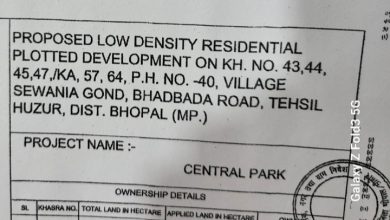 PROPOSED LOW DENSITY RESIDENTIAL
PLOTTED DEVELOPMENT ON KH. NO. 43,44,
45,47,/KA, 57, 64, P.H. NO. -40, VILLAGE
SEWANIA GOND, BHADBADA ROAD, TEHSIL
HUZUR, DIST. BHOPAL (MP.)
PROJECT NAME :-
CENTRAL PARK
OWNERSHIP DETAILS
SL KHASRA NO. TOTAL LAND IN HECTARE APPLIED LAND IN HECTARE
Galaxy Z Fold3 5G